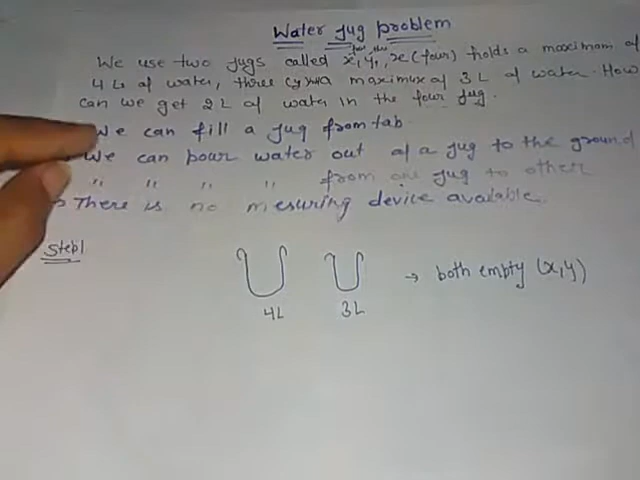 Water jug problem
We use two jugs called x, y, x (four) holds a maximum of
4 L of water, three (y) a maximum of 3 L of water. How
can we get 2 L of water in the four jug.
We can fill a jug from tab.
We can pour water out of a jug to the ground
" " " " from one jug to other
There is no mesuring device available.
Step1
4L 3L → both empty (x,y)